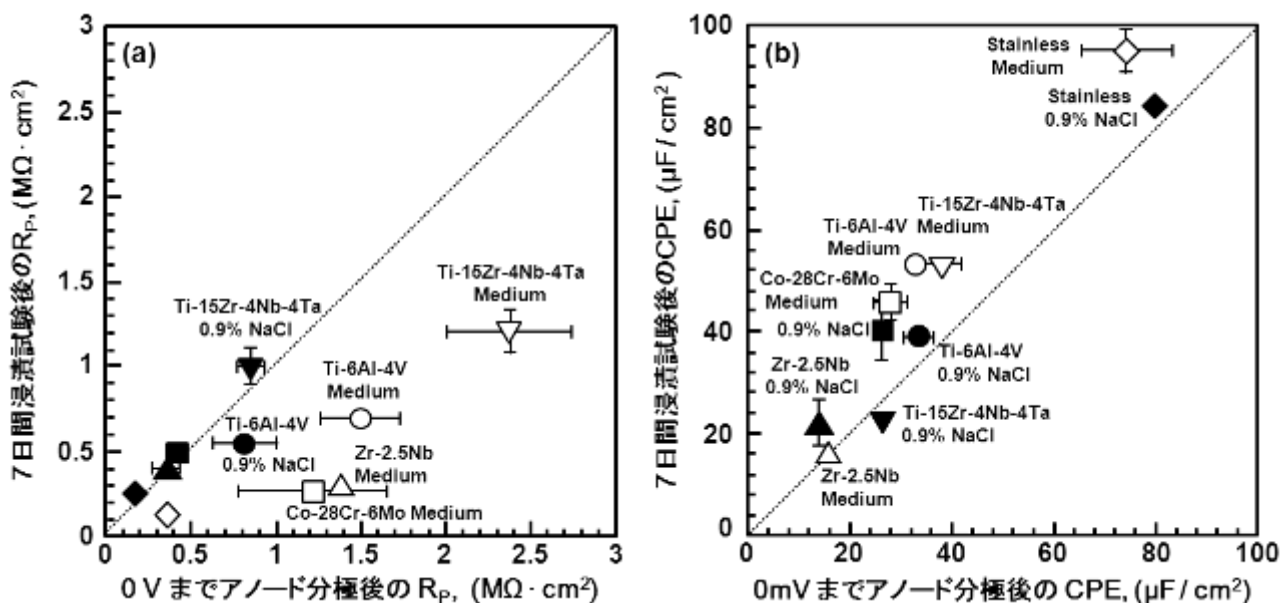 (a)
3
2.5
2
1.5
1
0.5
0
7日間浸漬試験後のRP, (MΩ · cm2)
Ti-15Zr-4Nb-4Ta
Medium
Ti-15Zr-4Nb-4Ta
0.9% NaCl
Ti-6Al-4V
Medium
Ti-6Al-4V
0.9% NaCl
Zr-2.5Nb
Medium
Co-28Cr-6Mo Medium
0 0.5 1 1.5 2 2.5 3
0 V までアノード分極後の RP, (MΩ · cm2)
(b)
100
80
60
40
20
0
7日間浸漬試験後のCPE, (µF / cm2)
Stainless
Medium
Stainless
0.9% NaCl
Ti-15Zr-4Nb-4Ta
Medium
Ti-6Al-4V
Medium
Co-28Cr-6Mo
Medium
0.9% NaCl
Zr-2.5Nb
0.9% NaCl
Ti-6Al-4V
0.9% NaCl
Ti-15Zr-4Nb-4Ta
0.9% NaCl
Zr-2.5Nb
Medium
0 20 40 60 80 100
0mV までアノード分極後の CPE, (µF / cm2)